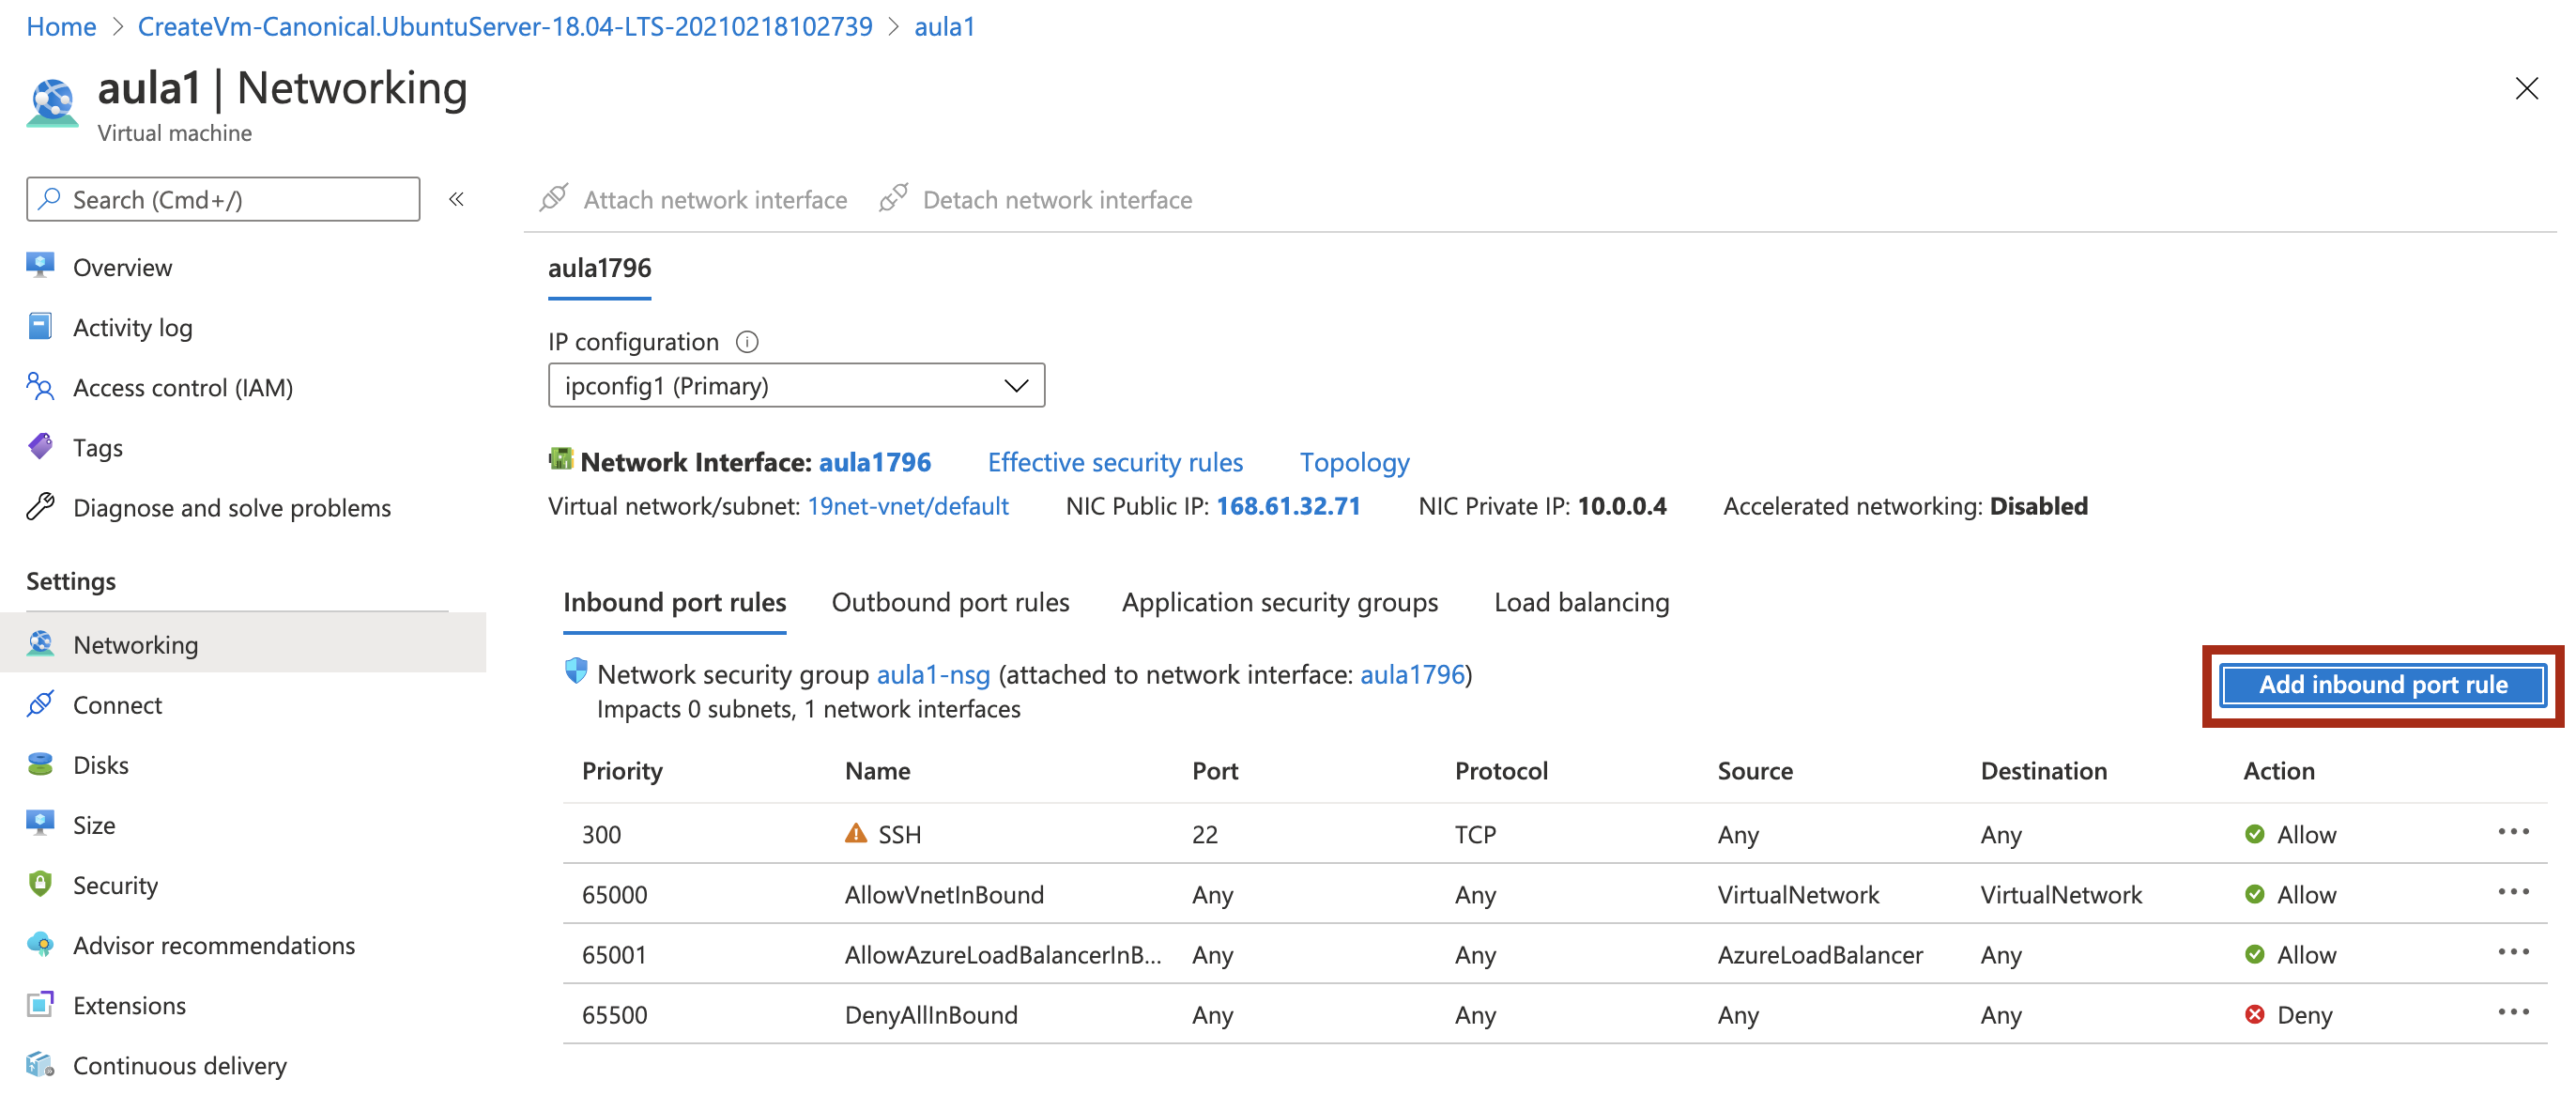 Home > CreateVm-Canonical.UbuntuServer-18.04-LTS-20210218102739 > aula1
aula1 | Networking
Virtual machine
Search (Cmd+/)
«
Overview
Activity log
Access control (IAM)
Tags
Diagnose and solve problems
Settings
Networking
Connect
Disks
Size
Security
Advisor recommendations
Extensions
Continuous delivery
Attach network interface Detach network interface
aula1796
IP configuration
ipconfig1 (Primary)
Network Interface: aula1796 Effective security rules Topology
Virtual network/subnet: 19net-vnet/default NIC Public IP: 168.61.32.71 NIC Private IP: 10.0.0.4 Accelerated networking: Disabled
Inbound port rules Outbound port rules Application security groups Load balancing
Network security group aula1-nsg (attached to network interface: aula1796)
Impacts 0 subnets, 1 network interfaces
Add inbound port rule
Priority Name Port Protocol Source Destination Action
300 SSH 22 TCP Any Any Allow
65000 AllowVnetInBound Any Any VirtualNetwork VirtualNetwork Allow
65001 AllowAzureLoadBalancerInB... Any Any AzureLoadBalancer Any Allow
65500 DenyAllInBound Any Any Any Any Deny